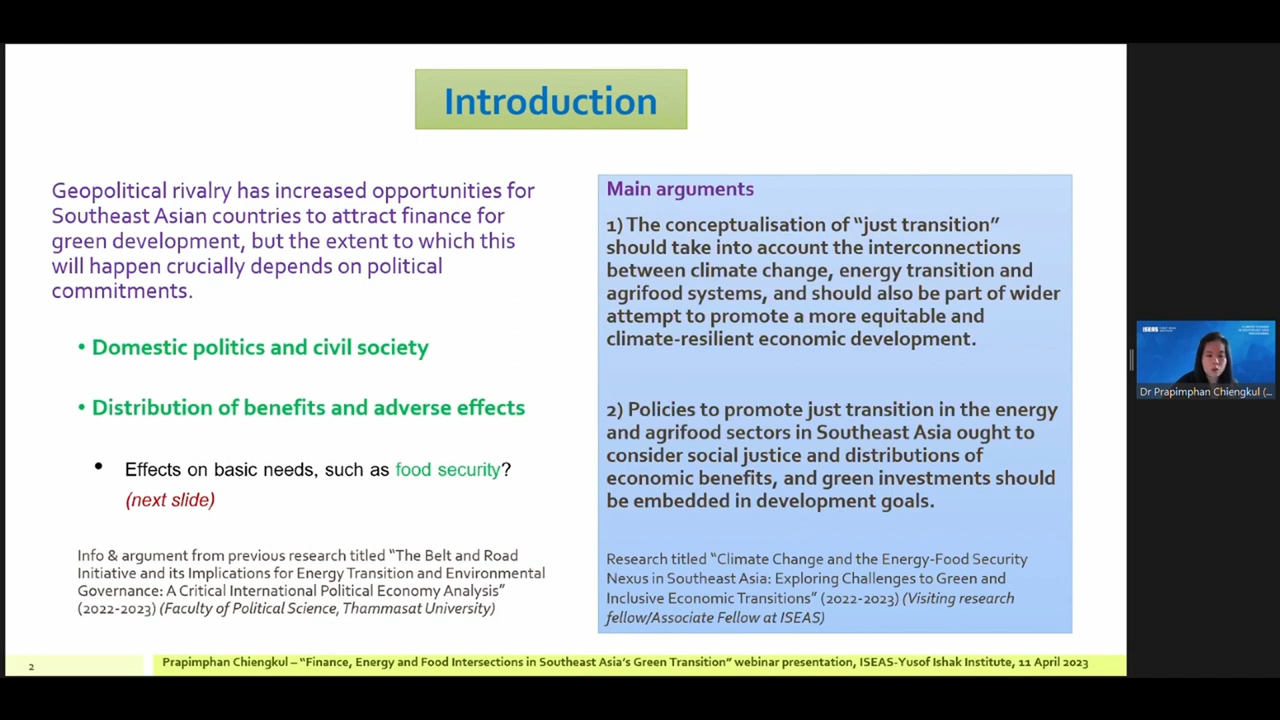 Introduction
Geopolitical rivalry has increased opportunities for
Southeast Asian countries to attract finance for
green development, but the extent to which this
will happen crucially depends on political
commitments.
• Domestic politics and civil society
• Distribution of benefits and adverse effects
• Effects on basic needs, such as food security?
(next slide)
Info & argument from previous research titled “The Belt and Road
Initiative and its Implications for Energy Transition and Environmental
Governance: A Critical International Political Economy Analysis”
(2022-2023) (Faculty of Political Science, Thammasat University)
Main arguments
1) The conceptualisation of “just transition”
should take into account the interconnections
between climate change, energy transition and
agrifood systems, and should also be part of wider
attempt to promote a more equitable and
climate-resilient economic development.
2) Policies to promote just transition in the energy
and agrifood sectors in Southeast Asia ought to
consider social justice and distributions of
economic benefits, and green investments should
be embedded in development goals.
Research titled “Climate Change and the Energy-Food Security
Nexus in Southeast Asia: Exploring Challenges to Green and
Inclusive Economic Transitions” (2022-2023) (Visiting research
fellow/Associate Fellow at ISEAS)
2
Prapimphan Chiengkul – “Finance, Energy and Food Intersections in Southeast Asia’s Green Transition” webinar presentation, ISEAS-Yusof Ishak Institute, 11 April 2023
ISEAS
Dr Prapimphan Chiengkul (...